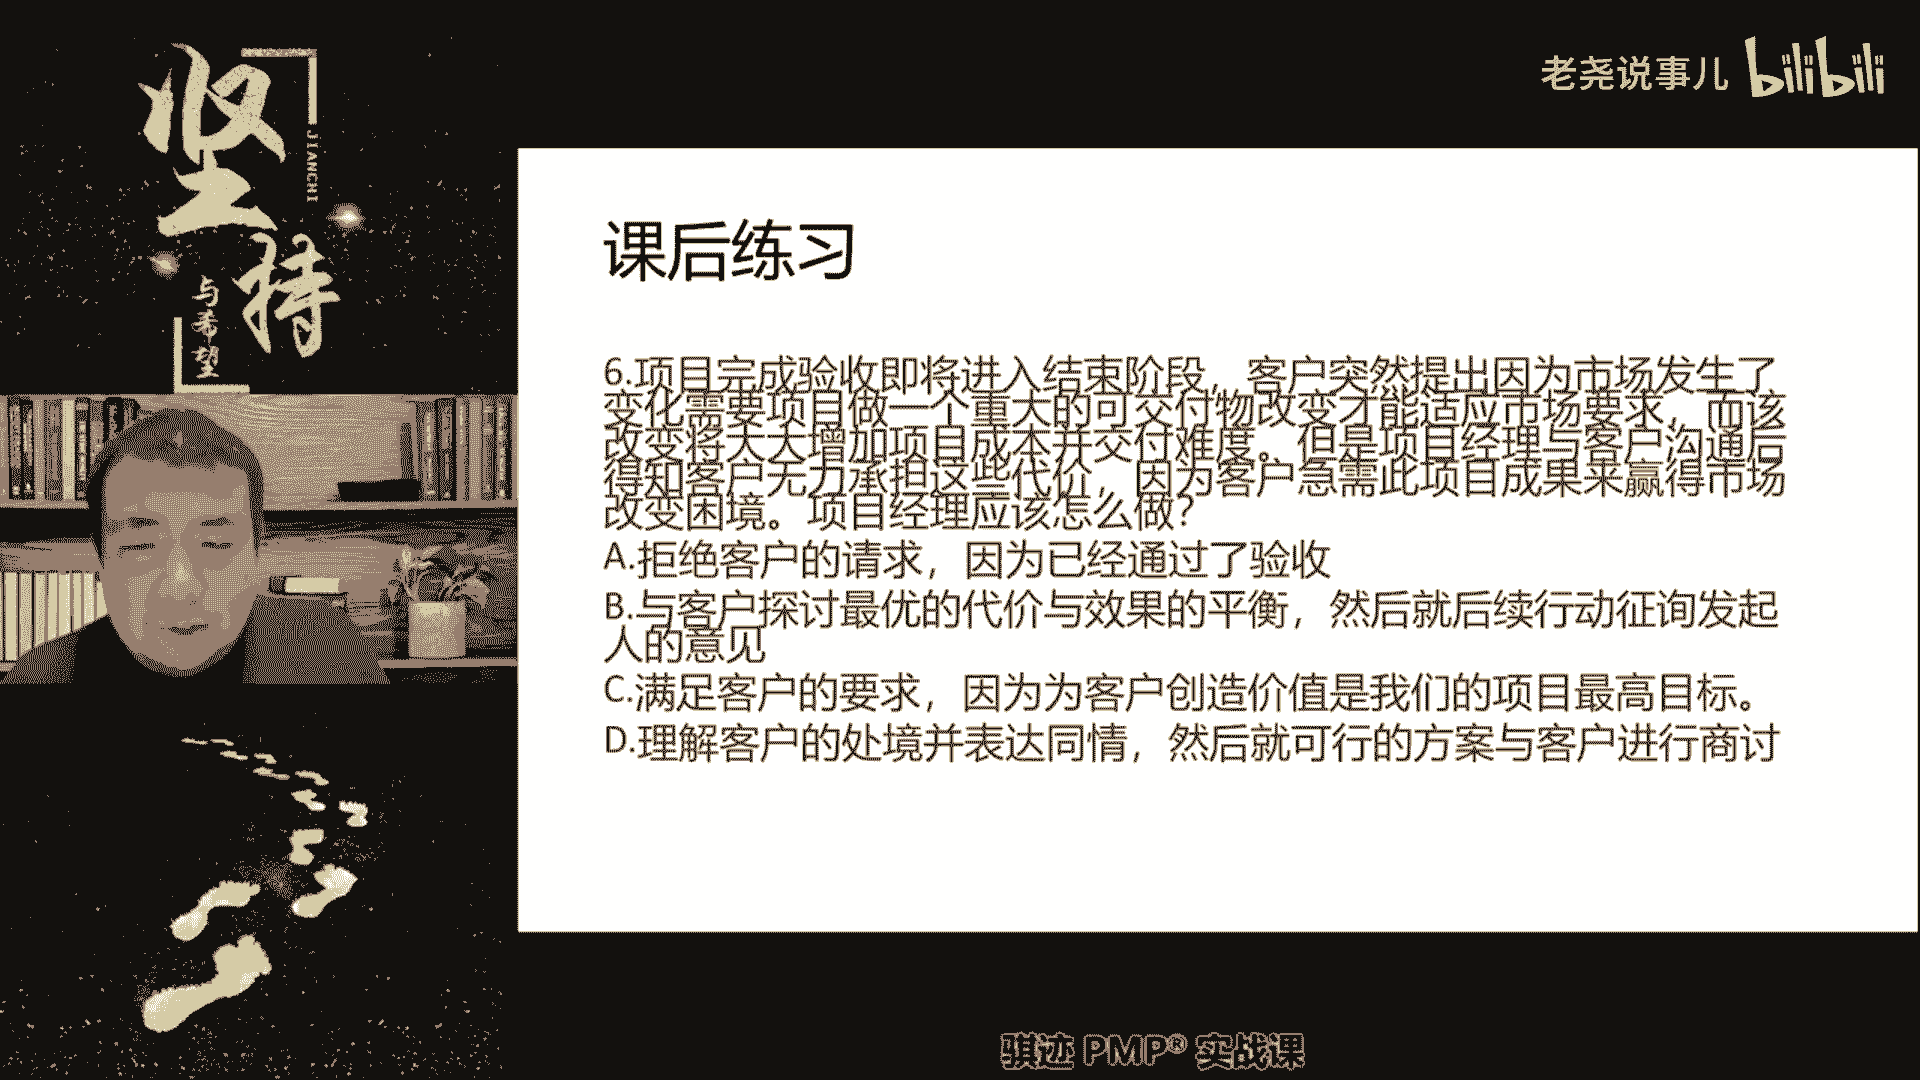 坚持
JIANCHI
与希望
老尧说事儿 bilibili
课后练习
6.项目完成验收即将进入结束阶段，客户突然提出因为市场发生了
变化需要项目做一个重大的可交付物改变才能适应市场要求，而该
改变将大大增加项目成本并交付难度。但是项目经理与客户沟通后
得知客户无力承担这些代价，因为客户急需此项目成果来赢得市场
改变困境。项目经理应该怎么做？
A.拒绝客户的请求，因为已经通过了验收
B.与客户探讨最优的代价与效果的平衡，然后就后续行动征询发起
人的意见
C.满足客户的要求，因为为客户创造价值是我们的项目最高目标。
D.理解客户的处境并表达同情，然后就可行的方案与客户进行商讨
骐迹 PMP® 实战课